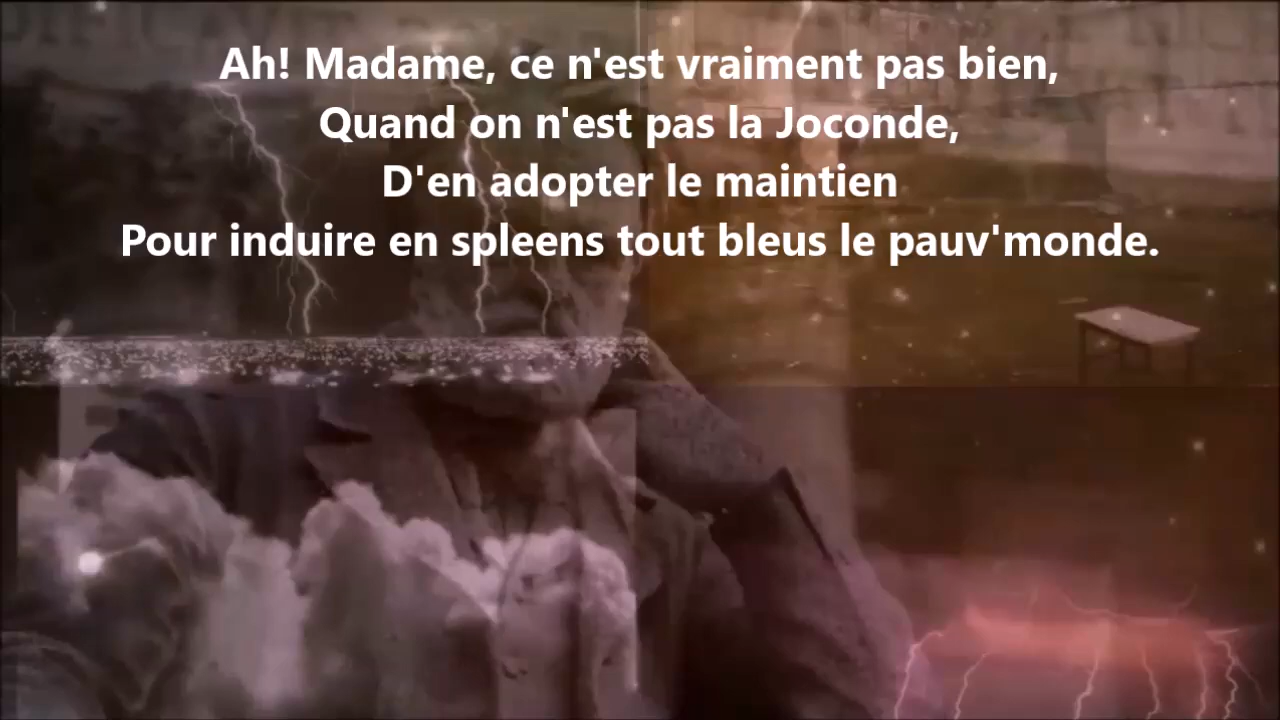 Ah! Madame, ce n'est vraiment pas bien,
Quand on n'est pas la Joconde,
D'en adopter le maintien
Pour induire en spleens tout bleus le pauv'monde.